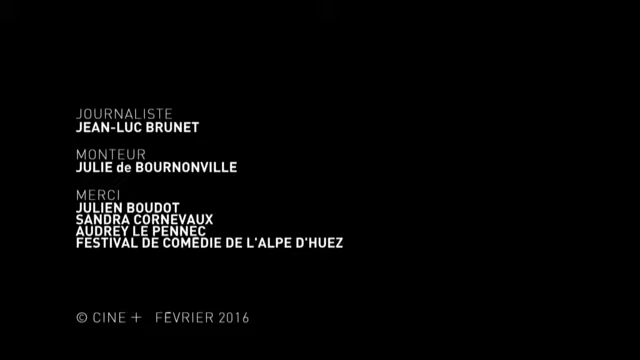 JOURNALISTE
JEAN-LUC BRUNET
MONTEUR
JULIE de BOURNONVILLE
MERCI
JULIEN BOUDOT
SANDRA CORNEVAUX
AUDREY LE PENNEC
FESTIVAL DE COMÉDIE DE L'ALPE D'HUEZ
© CINE + FÉVRIER 2016